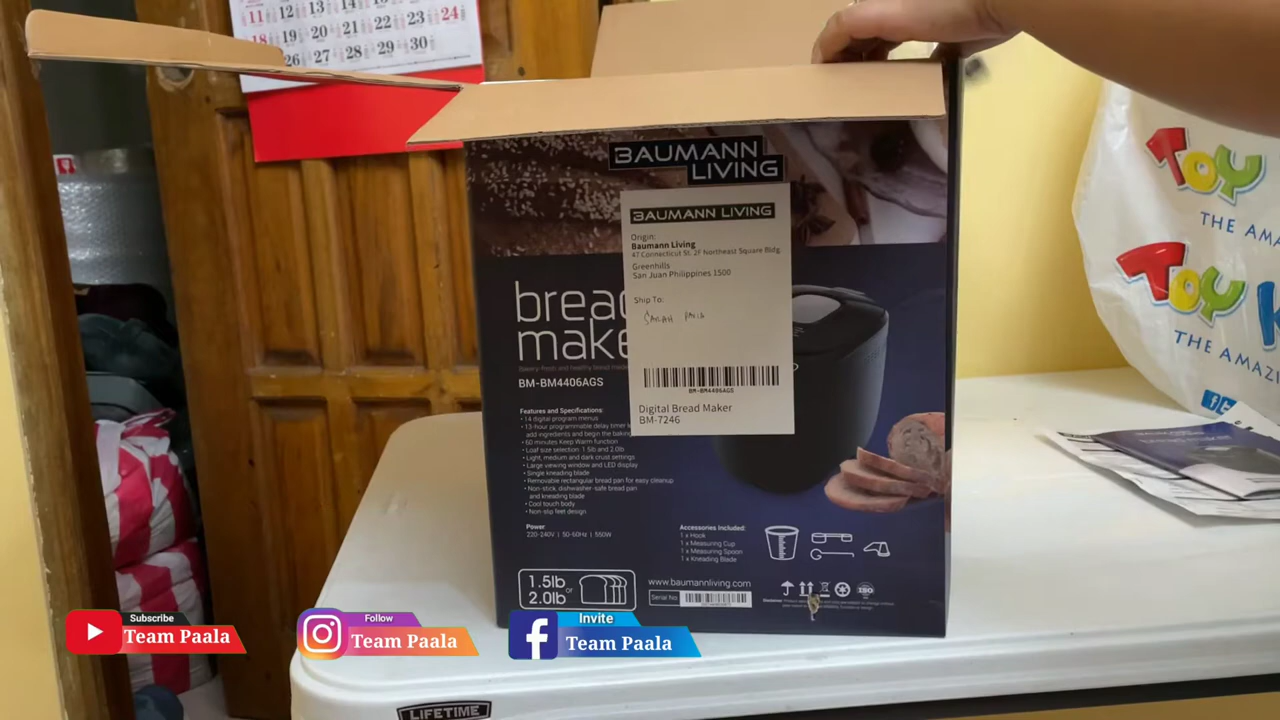 11 12 13 14
18 19 20 21 22 23 24
26 27 28 29 30
BAUMANN
LIVING
BAUMANN LIVING
Origin:
Baumann Living
47 Connecticut St. 2F Northeast Square Bldg.
Greenhills
San Juan Philippines 1500
Ship To:
SARAH
BM-BM4406AGS
Digital Bread Maker
BM-7246
bread
make
BM-BM4406AGS
Features and Specifications:
• 14 digital program menus
• 13-hour programmable delay timer
add ingredients and begin the baking
• 60 minutes Keep Warm function
• Loaf size selection: 1.5lb and 2.0lb
• Light, medium and dark crust settings
• Large viewing window and LED display
• Single kneading blade
• Removable rectangular bread pan for easy cleanup
• Non-stick, dishwasher-safe bread pan
and kneading blade
• Cool touch body
• Non slip feet design
Power:
220-240V | 50-60Hz | 550W
Accessories Included:
1 x Hook
1 x Measuring Cup
1 x Measuring Spoon
1 x Kneading Blade
1.5lb or
2.0lb
www.baumannliving.com
Serial No
ISO
TOY
THE AMA
TOY K
THE AMAZI
Subscribe
Team Paala
Follow
Team Paala
Invite
Team Paala
LIFETIME